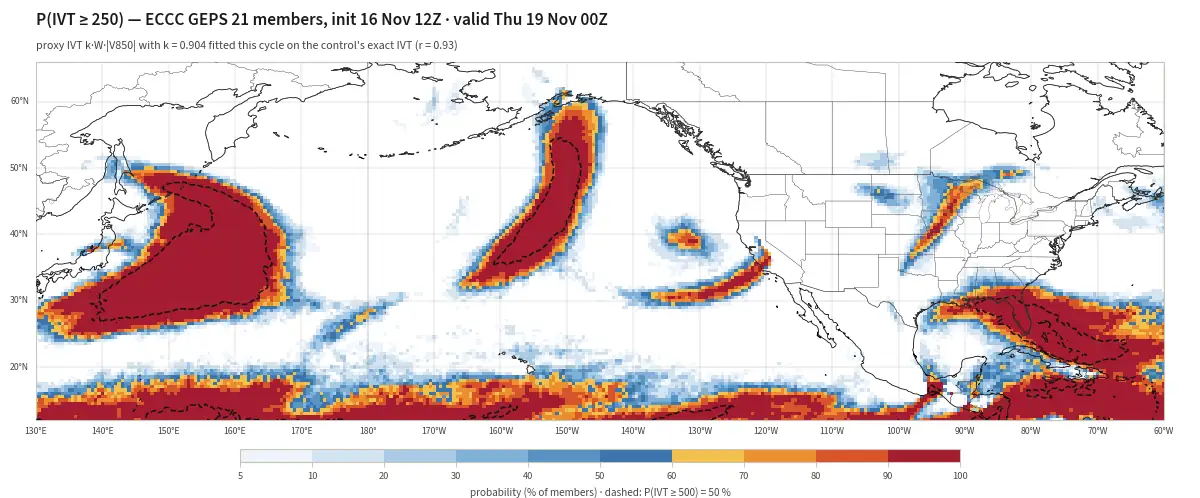 P(IVT ≥ 250) — ECCC GEPS 21 members, init 16 Nov 12Z · valid Thu 19 Nov 00Z
proxy IVT k·W·|V850| with k = 0.904 fitted this cycle on the control's exact IVT (r = 0.93)
60°N
50°N
40°N
30°N
20°N
130°E 140°E 150°E 160°E 170°E 180° 170°W 160°W 150°W 140°W 130°W 120°W 110°W 100°W 90°W 80°W 70°W 60°W
5 10 20 30 40 50 60 70 80 90 100
probability (% of members) · dashed: P(IVT ≥ 500) = 50 %